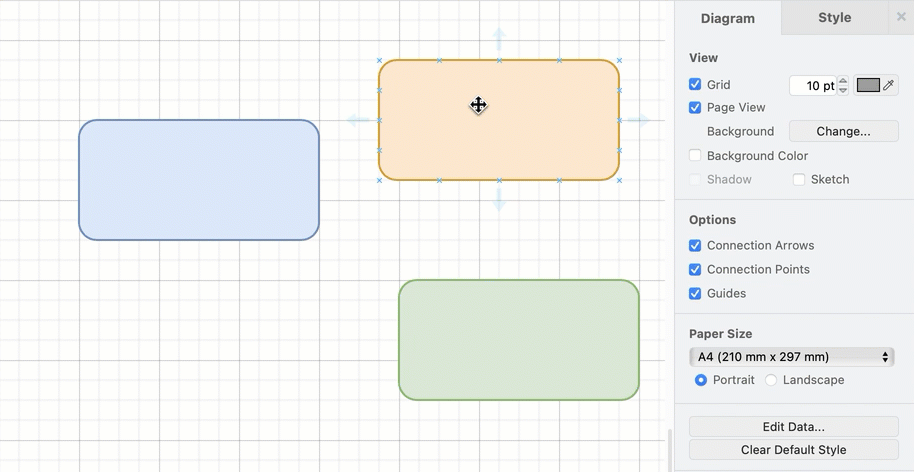 Diagram
Style
View
Grid
10 pt
Page View
Background
Change...
Background Color
Shadow
Sketch
Options
Connection Arrows
Connection Points
Guides
Paper Size
A4 (210 mm x 297 mm)
Portrait
Landscape
Edit Data...
Clear Default Style